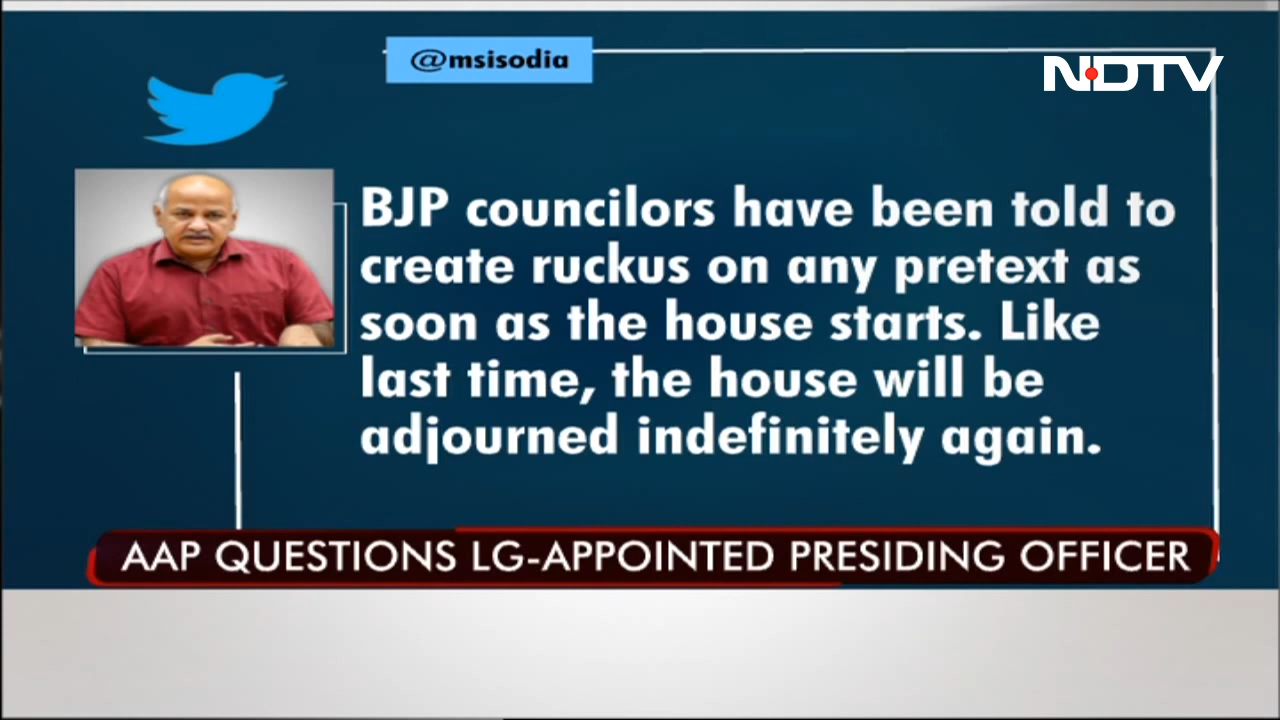 @msisodia
NDTV
BJP councilors have been told to
create ruckus on any pretext as
soon as the house starts. Like
last time, the house will be
adjourned indefinitely again.
AAP QUESTIONS LG-APPOINTED PRESIDING OFFICER